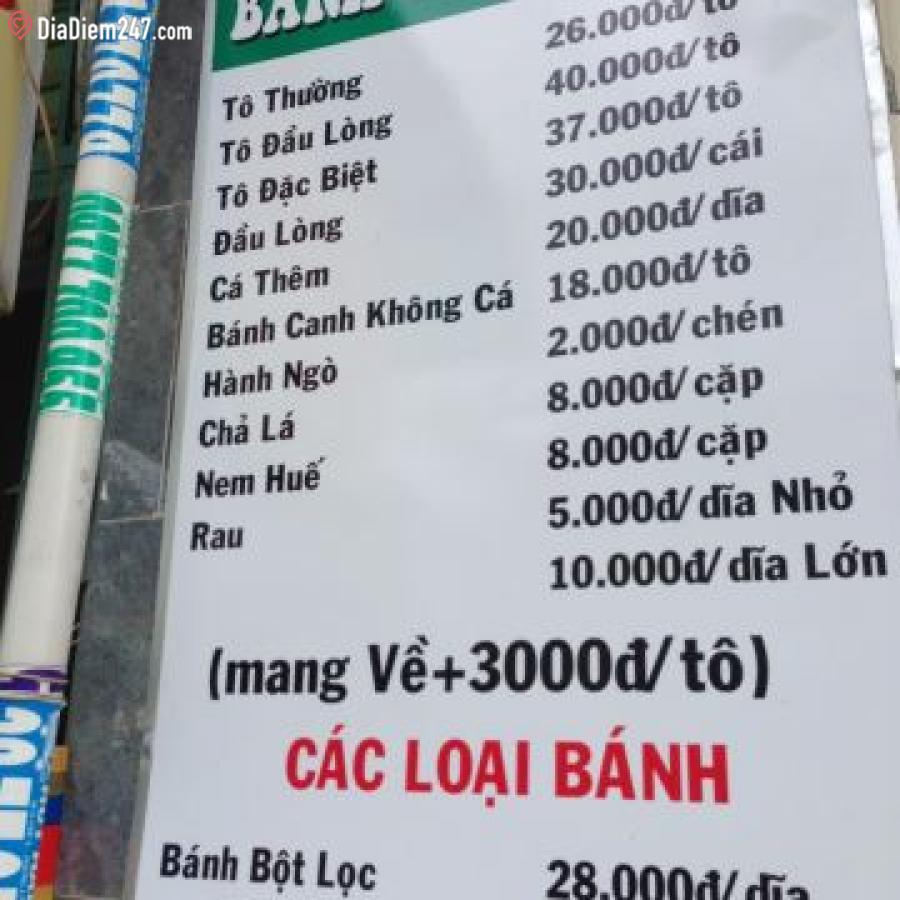 DiaDiem247.com
BÁNH
Tô Thường 26.000đ/tô
Tô Đầu Lòng 40.000đ/tô
Tô Đặc Biệt 37.000đ/tô
Đầu Lòng 30.000đ/cái
Cá Thêm 20.000đ/dĩa
Bánh Canh Không Cá 18.000đ/tô
Hành Ngò 2.000đ/chén
Chả Lá 8.000đ/cặp
Nem Huế 8.000đ/cặp
Rau 5.000đ/dĩa Nhỏ
10.000đ/dĩa Lớn
(mang Về+3000đ/tô)
CÁC LOẠI BÁNH
Bánh Bột Lọc 28.000đ/dĩa